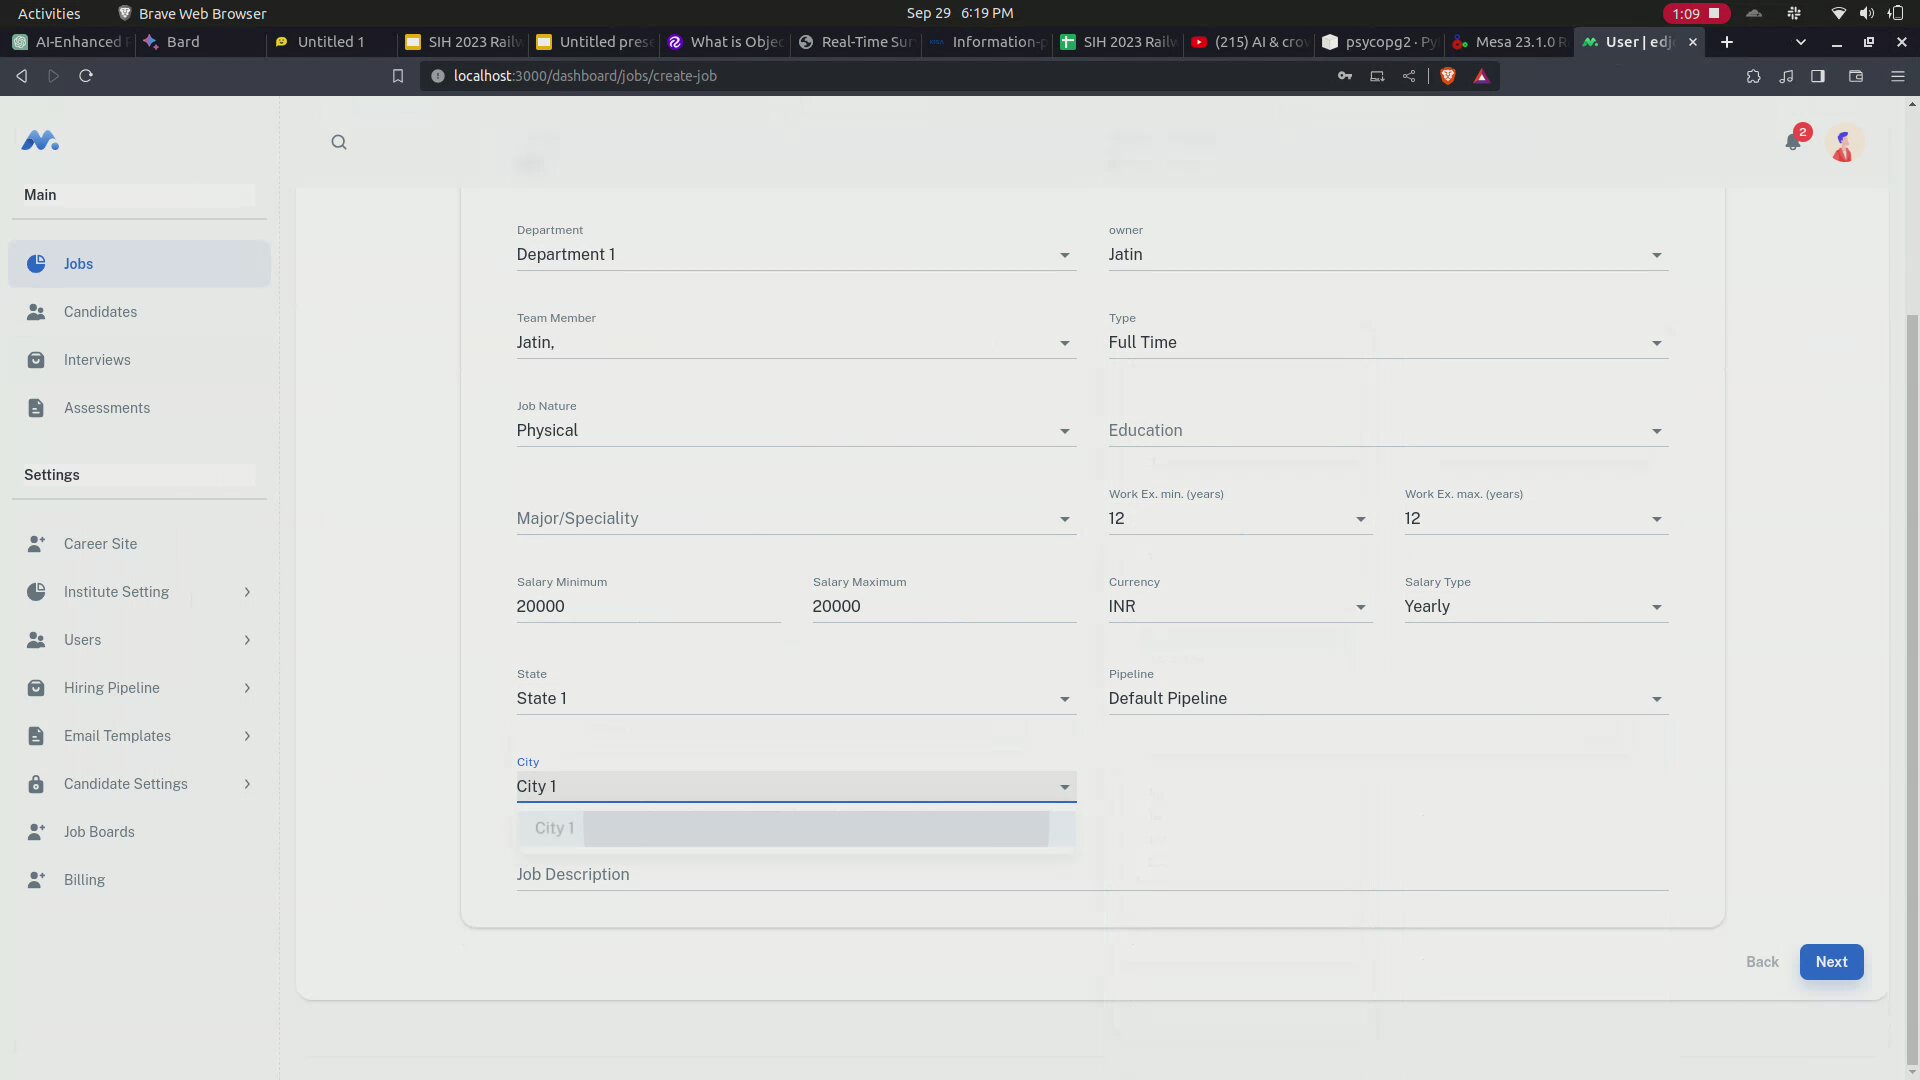 Activities Brave Web Browser Sep 29 6:19 PM 1:09
AI-Enhanced Bard Untitled 1 SIH 2023 Railw Untitled prese What is Objec Real-Time Sur Information-p SIH 2023 Railw (215) AI & crow psycopg2 · Py Mesa 23.1.0 R User | edjo
localhost:3000/dashboard/jobs/create-job
2
Main
Jobs
Candidates
Interviews
Assessments
Settings
Career Site
Institute Setting
Users
Hiring Pipeline
Email Templates
Candidate Settings
Job Boards
Billing
Department owner
Department 1 Jatin
Team Member Type
Jatin, Full Time
Job Nature
Physical Education
Work Ex. min. (years) Work Ex. max. (years)
Major/Speciality 12 12
Salary Minimum Salary Maximum Currency Salary Type
20000 20000 INR Yearly
State Pipeline
State 1 Default Pipeline
City
City 1
City 1
Job Description
Back Next